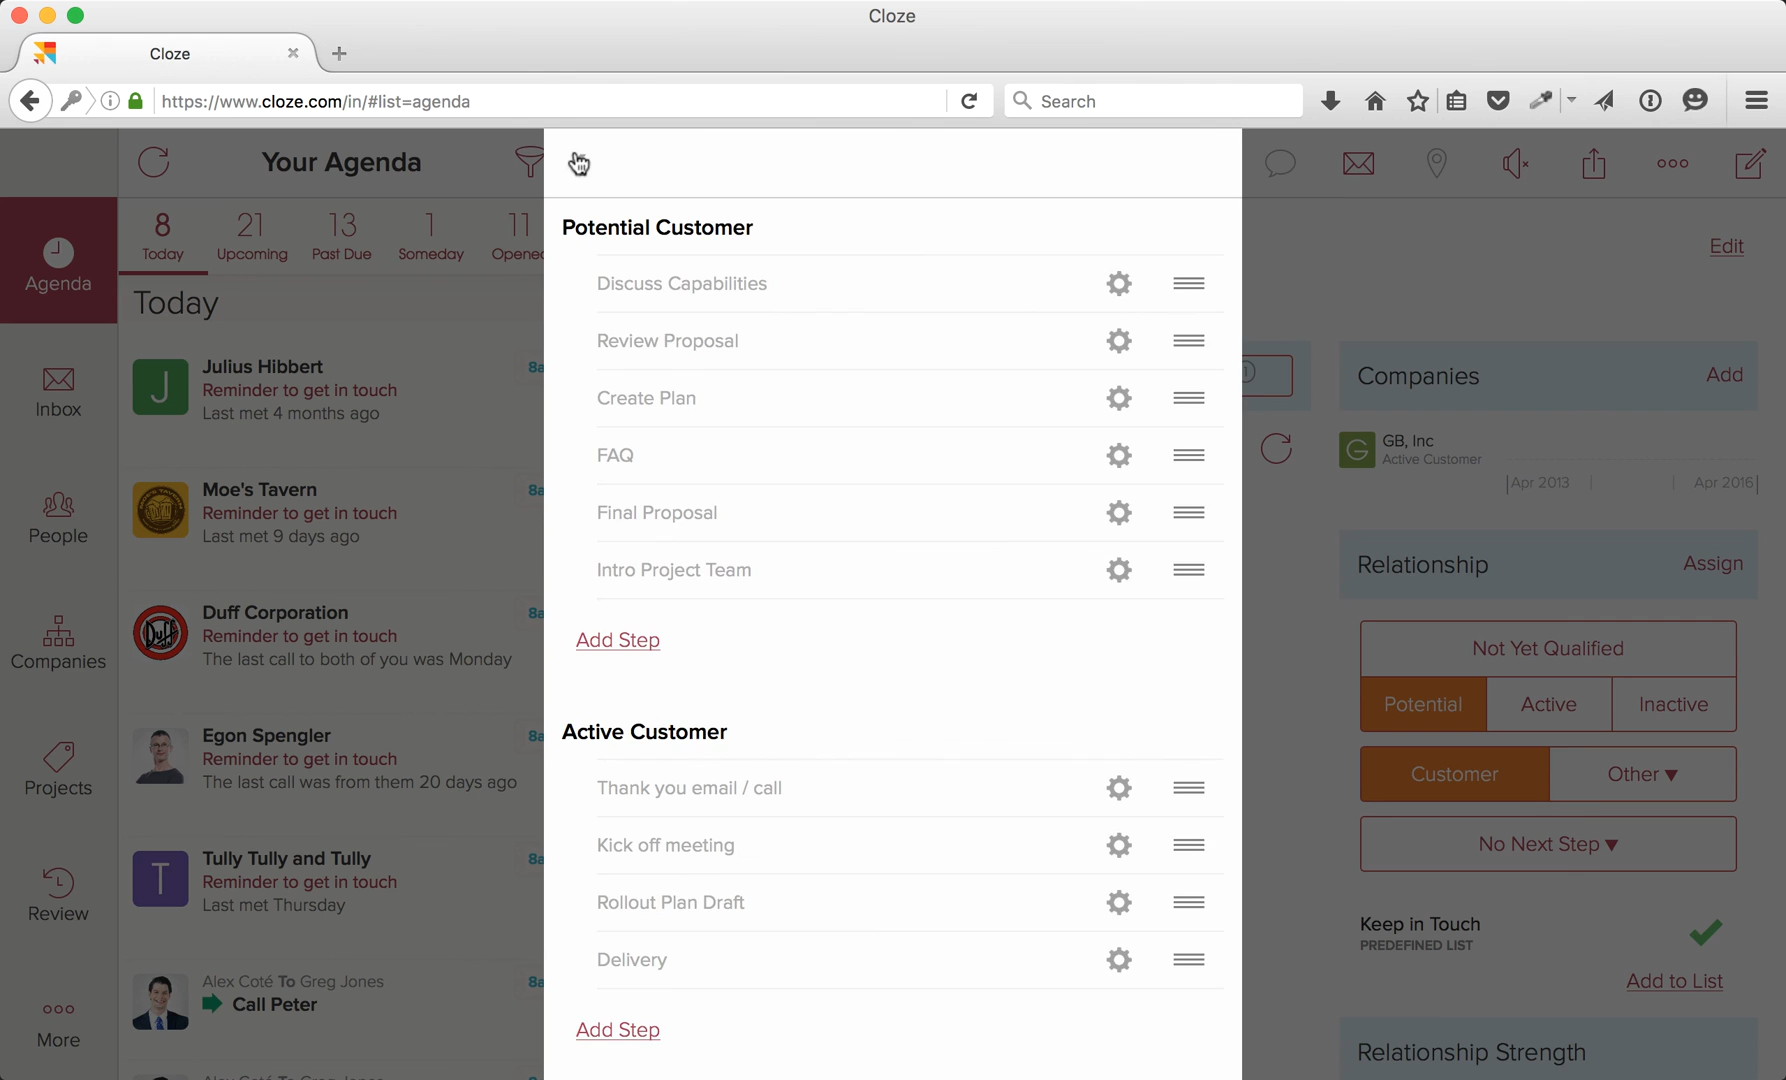 Cloze
Cloze
https://www.cloze.com/in/#list=agenda
Search
Your Agenda
8
Today
21
Upcoming
13
Past Due
1
Someday
11
Opened
Agenda
Inbox
People
Companies
Projects
Review
More
Today
Julius Hibbert
Reminder to get in touch
Last met 4 months ago
8a
J
Moe's Tavern
Reminder to get in touch
Last met 9 days ago
8a
Duff Corporation
Reminder to get in touch
The last call to both of you was Monday
8a
Duff
Egon Spengler
Reminder to get in touch
The last call was from them 20 days ago
8a
Tully Tully and Tully
Reminder to get in touch
Last met Thursday
8a
T
Alex Coté To Greg Jones
Call Peter
8a
Potential Customer
Discuss Capabilities
Review Proposal
Create Plan
FAQ
Final Proposal
Intro Project Team
Add Step
Active Customer
Thank you email / call
Kick off meeting
Rollout Plan Draft
Delivery
Add Step
Edit
Companies
Add
G
GB, Inc
Active Customer
Apr 2013
Apr 2016
Relationship
Assign
Not Yet Qualified
Potential
Active
Inactive
Customer
Other ▼
No Next Step ▼
Keep in Touch
PREDEFINED LIST
Add to List
Relationship Strength